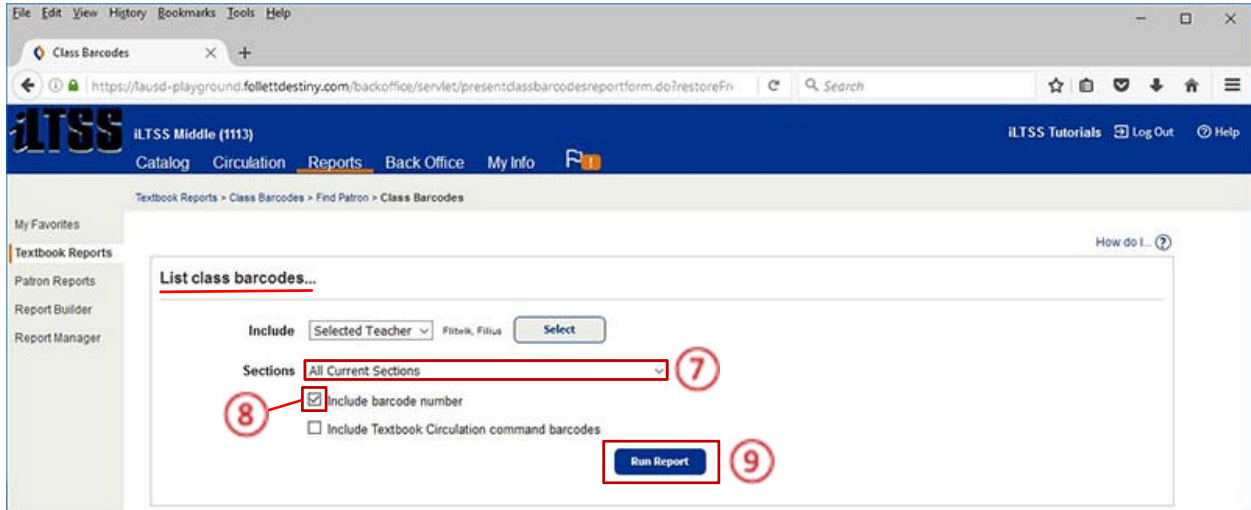 File Edit View History Bookmarks Tools Help
Class Barcodes
https://lausd-playground.follettdestiny.com/backoffice/servlet/presentclassbarcodesreportform.do?restoreFr
Search
iLTSS iLTSS Middle (1113) iLTSS Tutorials Log Out Help
Catalog Circulation Reports Back Office My Info
Textbook Reports > Class Barcodes > Find Patron > Class Barcodes
My Favorites
How do I... ?
Textbook Reports
Patron Reports
Report Builder
Report Manager
List class barcodes...
Include Selected Teacher Flitwik, Filius Select
Sections All Current Sections 7
8 Include barcode number
Include Textbook Circulation command barcodes
Run Report 9